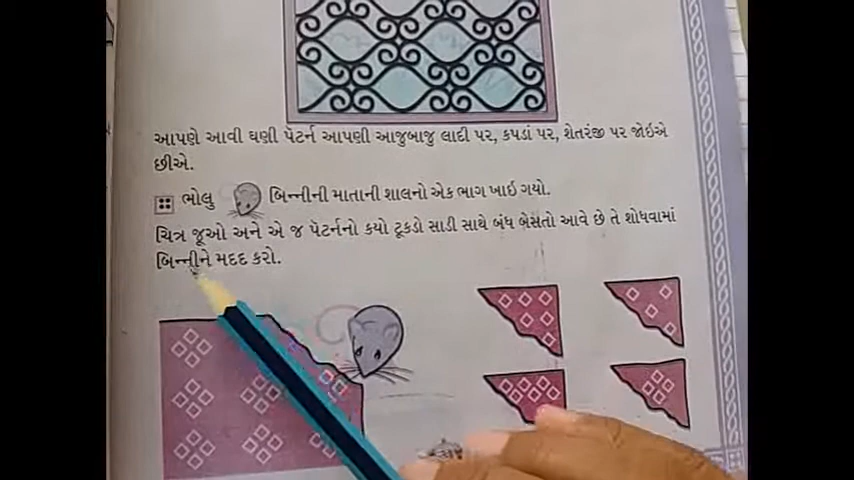 આપણે આવી ઘણી પૅટર્ન આપણી આજુબાજુ લાદી પર, કપડાં પર, શેતરંજી પર જોઇએ
છીએ.
ભોલુ બિન્નીની માતાની શાલનો એક ભાગ ખાઈ ગયો.
ચિત્ર જૂઓ અને એ જ પૅટર્નનો કયો ટૂકડો સાડી સાથે બંધ બેસતો આવે છે તે શોધવામાં
બિન્નીને મદદ કરો.